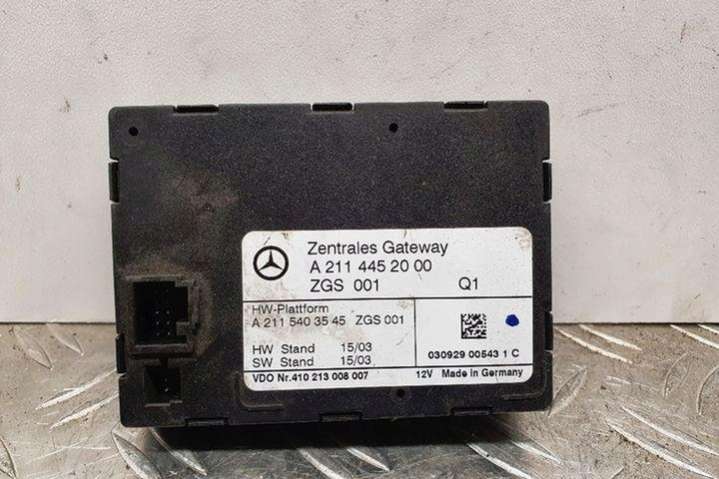 Zentrales Gateway
A 211 445 20 00
ZGS 001 Q1
HW-Plattform
A 211 540 35 45 ZGS 001
HW Stand 15/03
SW Stand 15/03
030929 00543 1 C
VDO Nr.410 213 008 007 12V Made in Germany